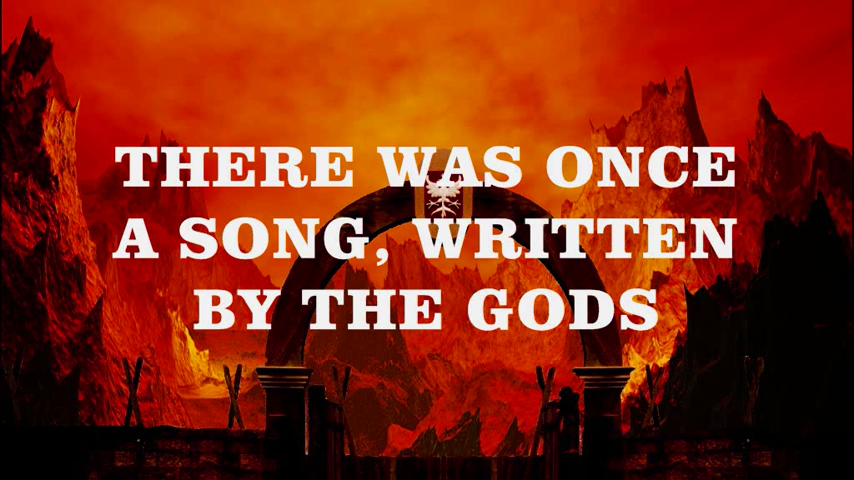 THERE WAS ONCE
A SONG, WRITTEN
BY THE GODS